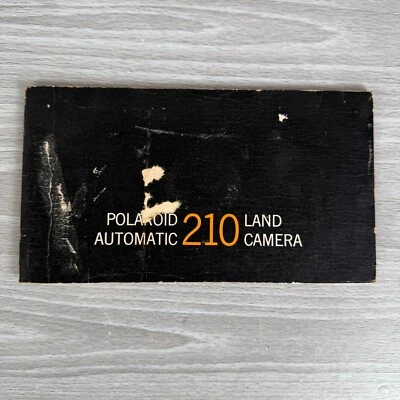 POLAROID 210 LAND
AUTOMATIC CAMERA